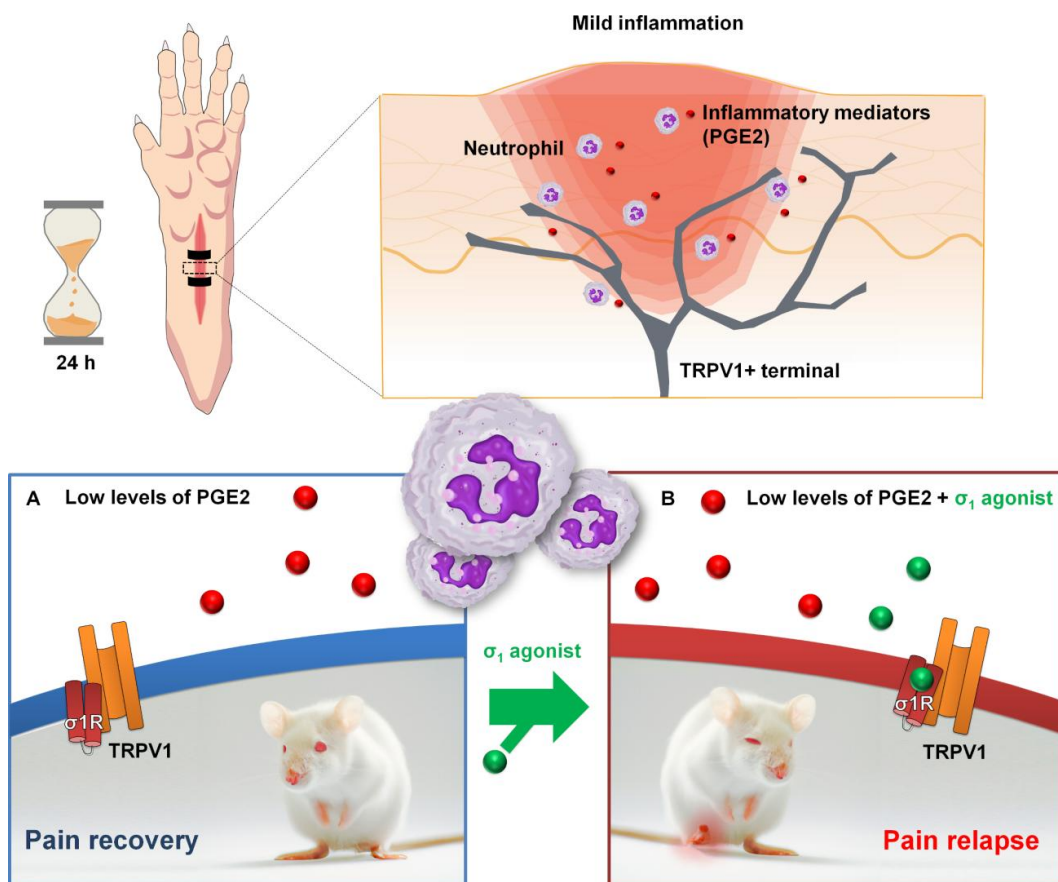 Mild inflammation
Inflammatory mediators
(PGE2)
Neutrophil
TRPV1+ terminal
24 h
A Low levels of PGE2
B Low levels of PGE2 + σ₁ agonist
σ₁ agonist
σ1R
TRPV1
σ1R
TRPV1
Pain recovery
Pain relapse